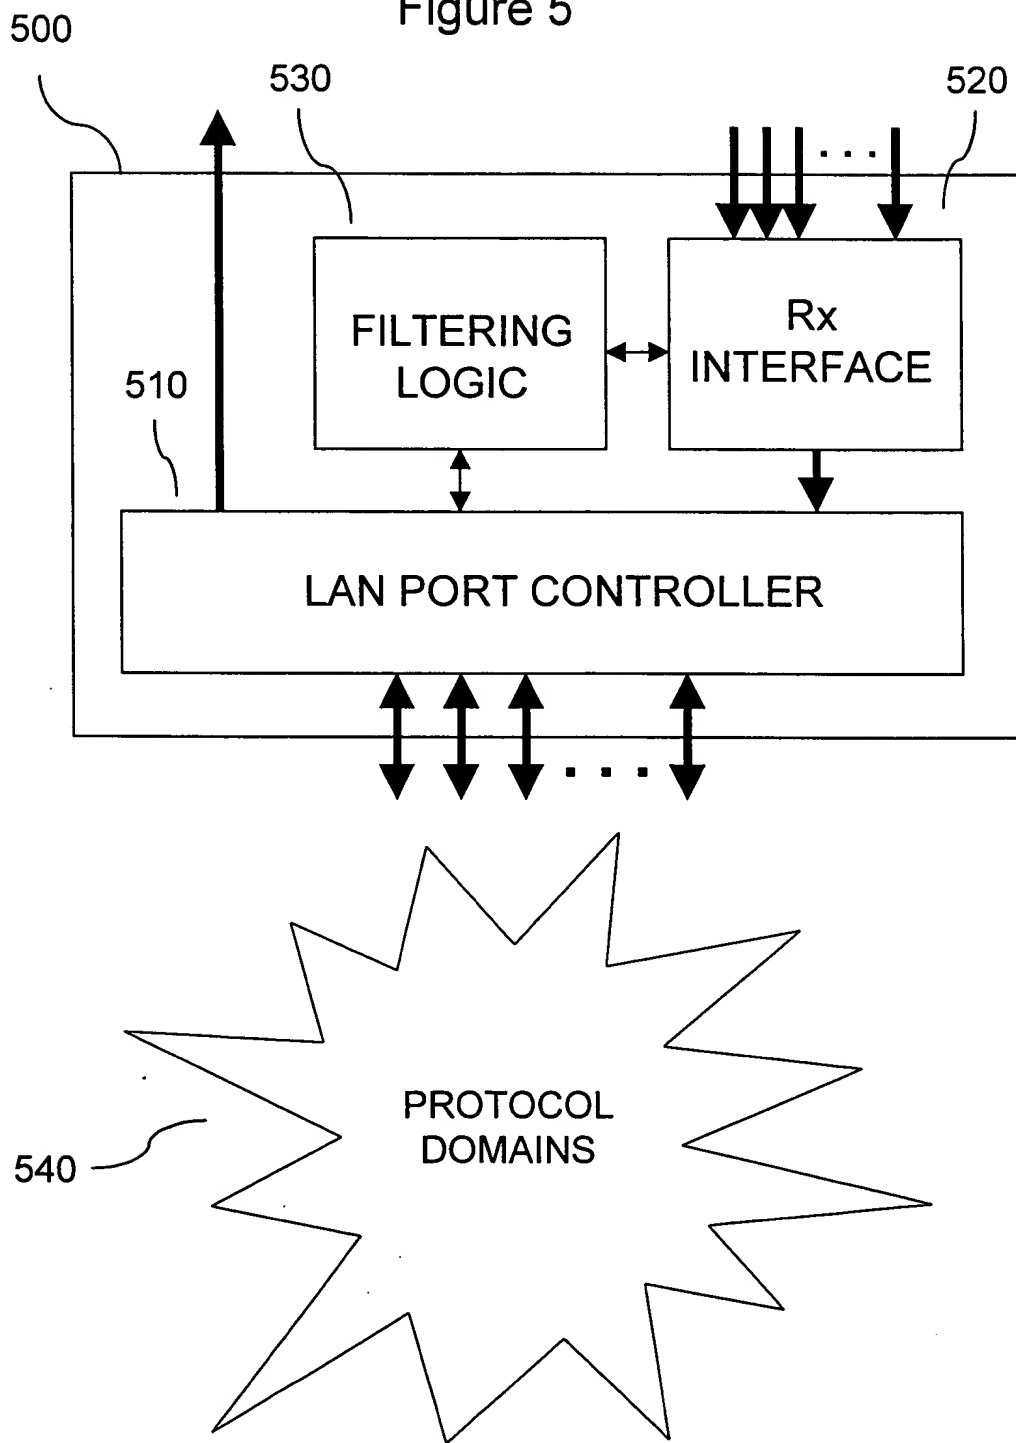 Figure 5
500
530
520
FILTERING
LOGIC
Rx
INTERFACE
510
LAN PORT CONTROLLER
PROTOCOL
DOMAINS
540